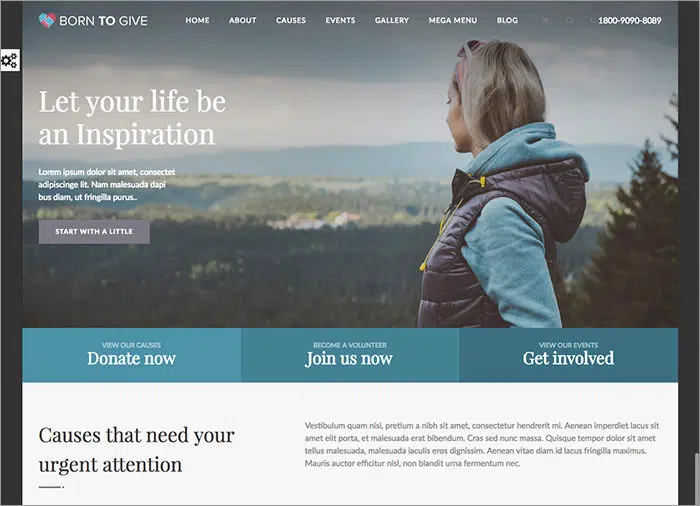 BORN TO GIVE
HOME ABOUT CAUSES EVENTS GALLERY MEGA MENU BLOG 1800-9090-8089
Let your life be
an Inspiration
Lorem ipsum dolor sit amet, consectet
adipiscinge lit. Nam malesuada dapi
bus diam, ut fringilla purus..
START WITH A LITTLE
VIEW OUR CAUSES
Donate now
BECOME A VOLUNTEER
Join us now
VIEW OUR EVENTS
Get involved
Causes that need your
urgent attention
Vestibulum quam nisi, pretium a nibh sit amet, consectetur hendrerit mi. Aenean imperdiet lacus sit
amet elit porta, et malesuada erat bibendum. Cras sed nunc massa. Quisque tempor dolor sit amet
tellus malesuada, malesuada iaculis eros dignissim. Aenean vitae diam id lacus fringilla maximus.
Mauris auctor efficitur nisl, non blandit urna fermentum nec.